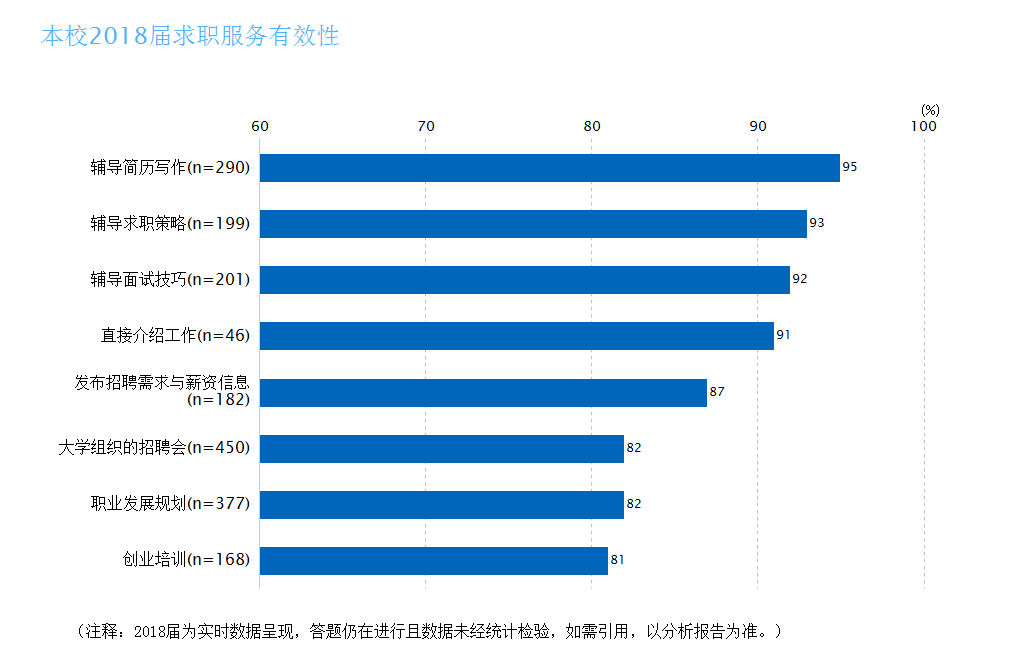 本校2018届求职服务有效性
(%)
60 70 80 90 100
辅导简历写作(n=290) 95
辅导求职策略(n=199) 93
辅导面试技巧(n=201) 92
直接介绍工作(n=46) 91
发布招聘需求与薪资信息
(n=182) 87
大学组织的招聘会(n=450) 82
职业发展规划(n=377) 82
创业培训(n=168) 81
（注释：2018届为实时数据呈现，答题仍在进行且数据未经统计检验，如需引用，以分析报告为准。）